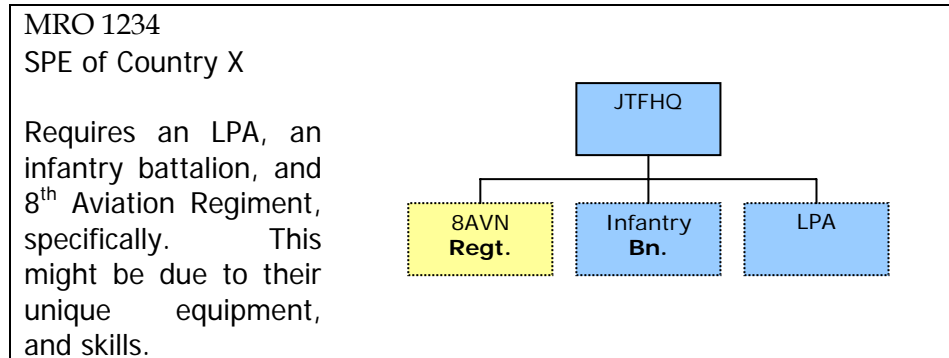 MRO 1234
SPE of Country X
Requires an LPA, an
infantry battalion, and
8th Aviation Regiment,
specifically. This
might be due to their
unique equipment,
and skills.
JTFHQ
8AVN
Regt.
Infantry
Bn.
LPA